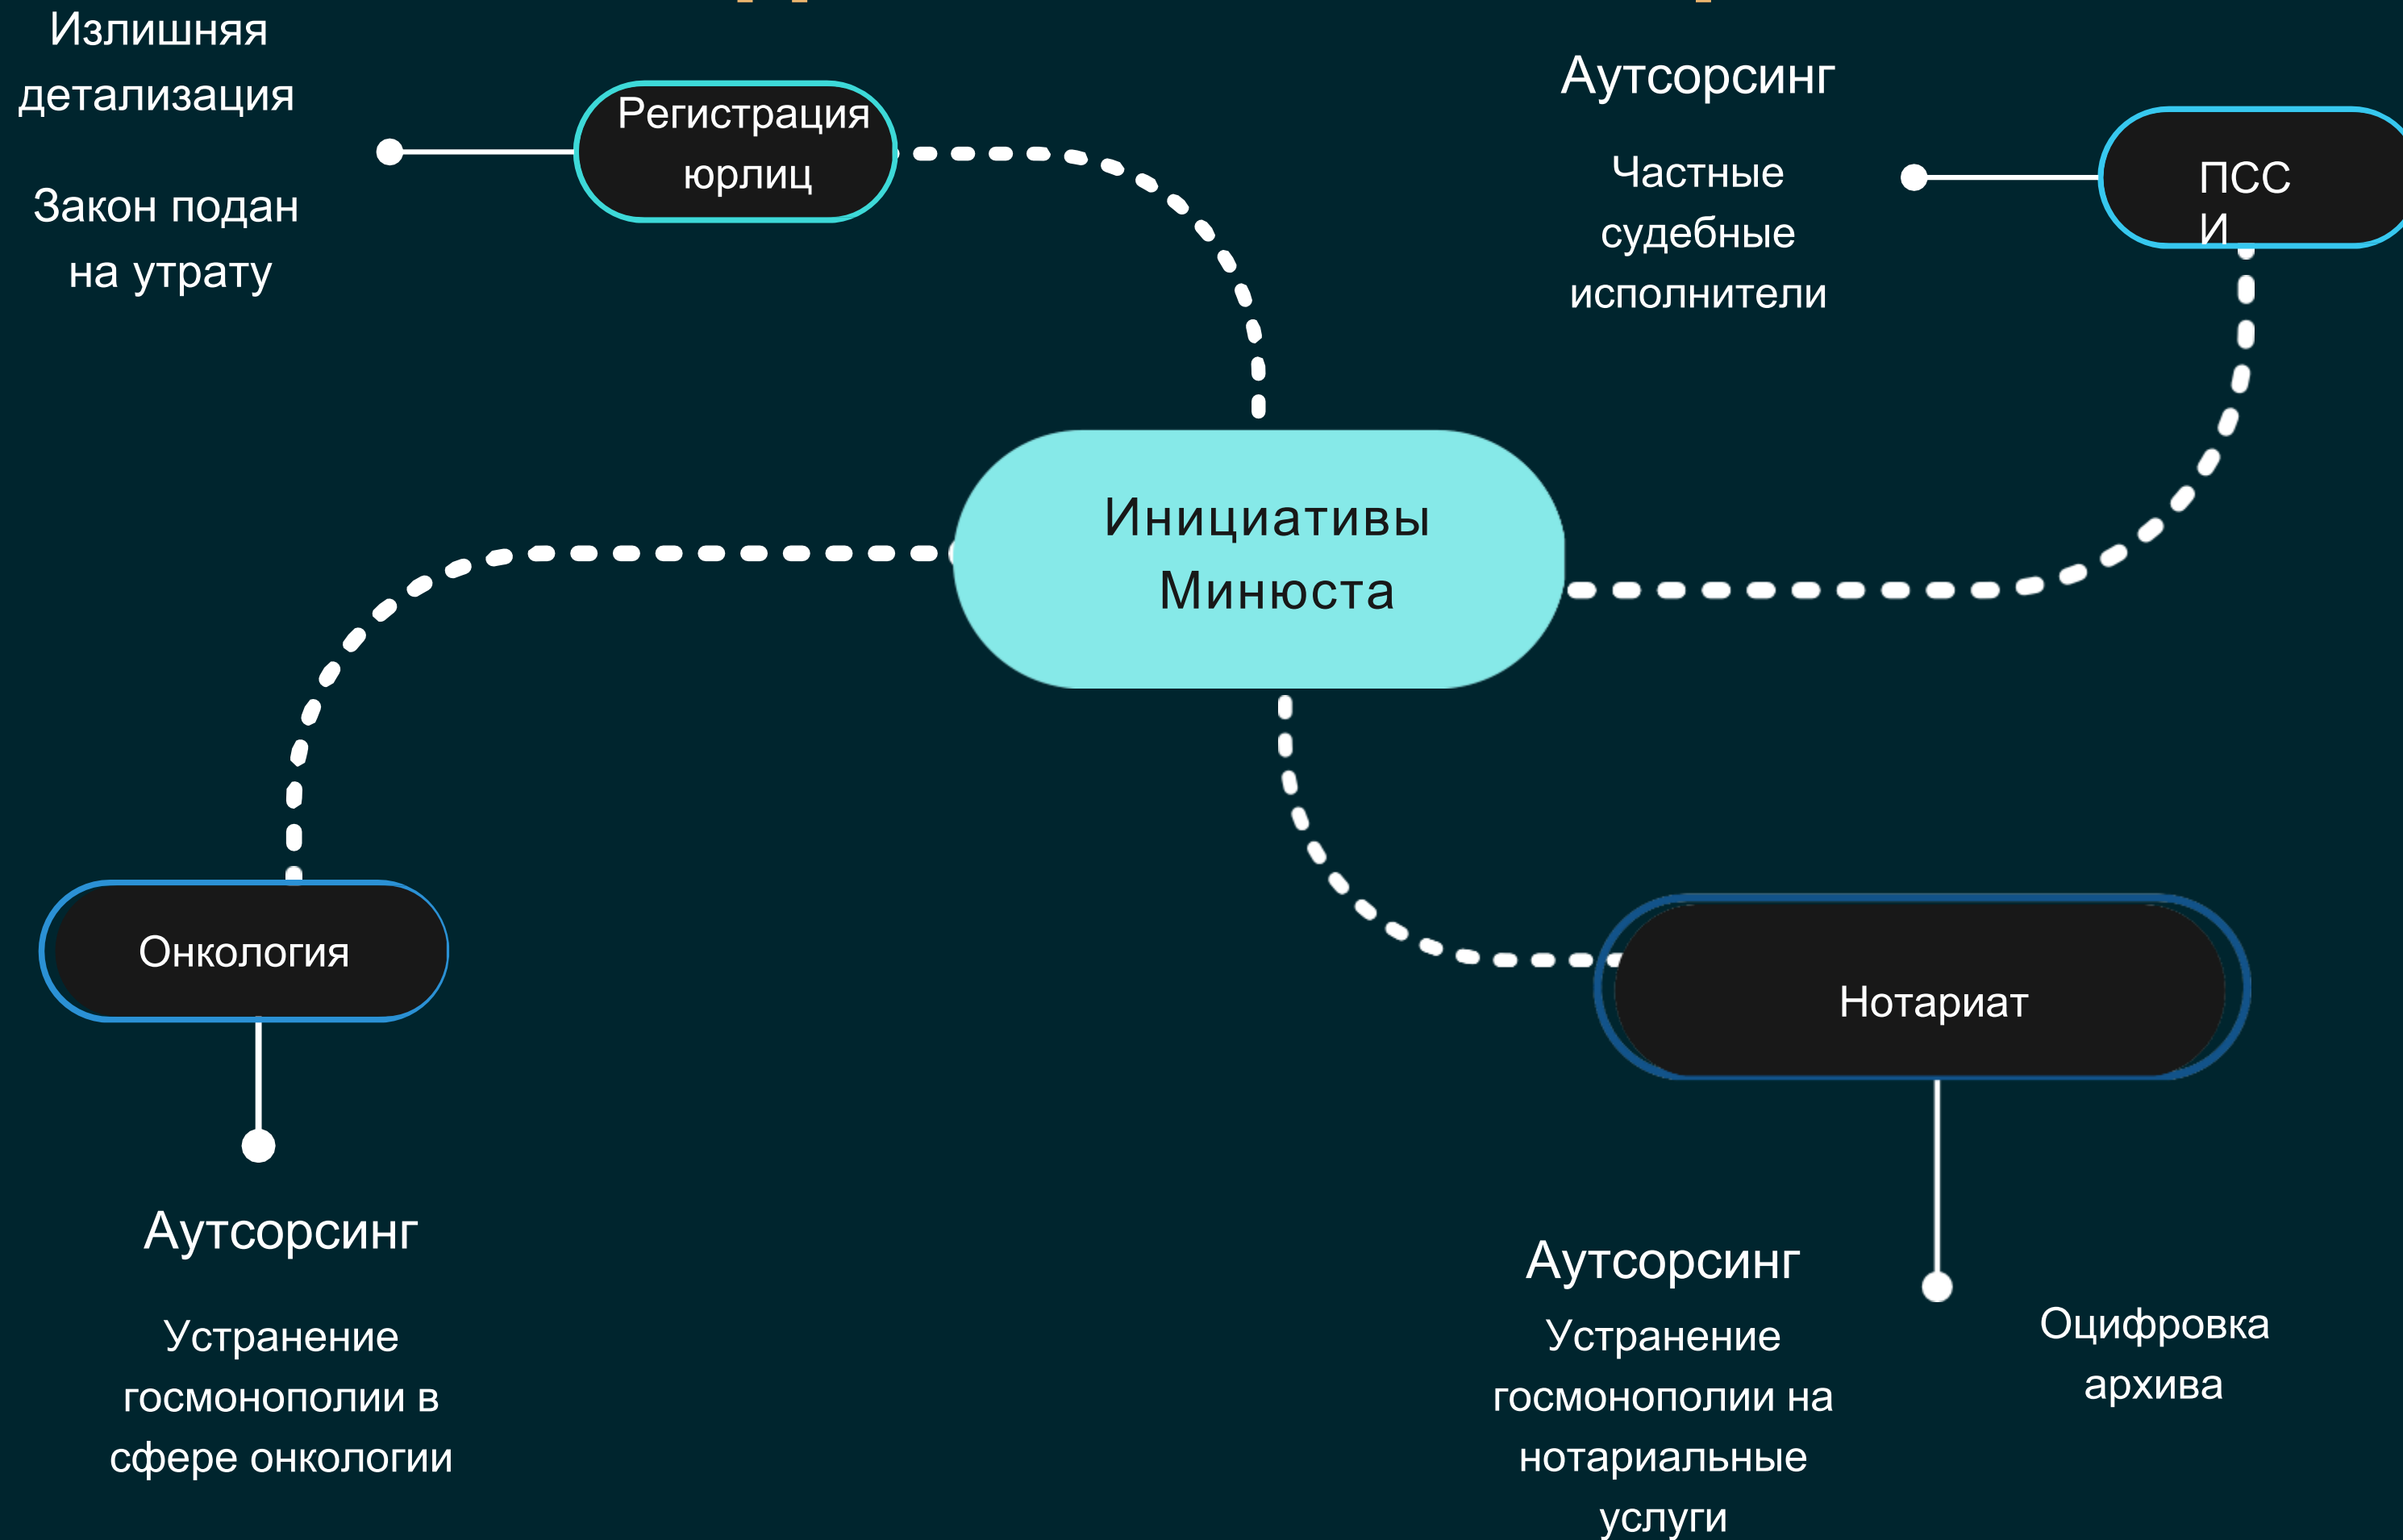 Излишняя
детализация
Закон подан
на утрату
Регистрация
юрлиц
Аутсорсинг
Частные
судебные
исполнители
ПСС
И
Инициативы
Минюста
Онкология
Аутсорсинг
Устранение
госмонополии в
сфере онкологии
Нотариат
Аутсорсинг
Устранение
госмонополии на
нотариальные
услуги
Оцифровка
архива